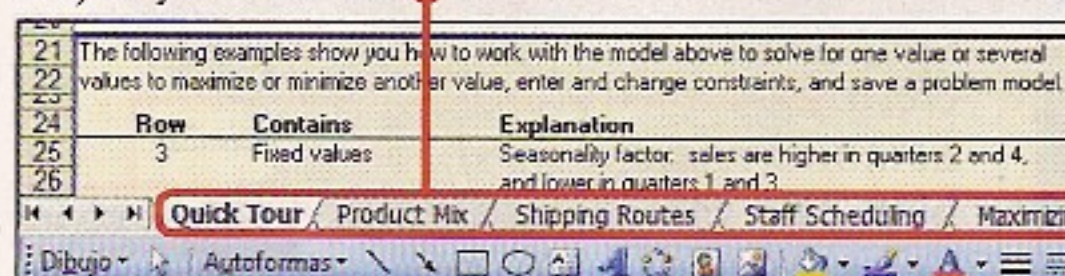 21 The following examples show you how to work with the model above to solve for one value or several
22 values to maximize or minimize another value, enter and change constraints, and save a problem model.
23
24 Row Contains Explanation
25 3 Fixed values Seasonality factor: sales are higher in quarters 2 and 4,
26 and lower in quarters 1 and 3.
Quick Tour / Product Mix / Shipping Routes / Staff Scheduling / Maximizi
Dibujo Autoformas